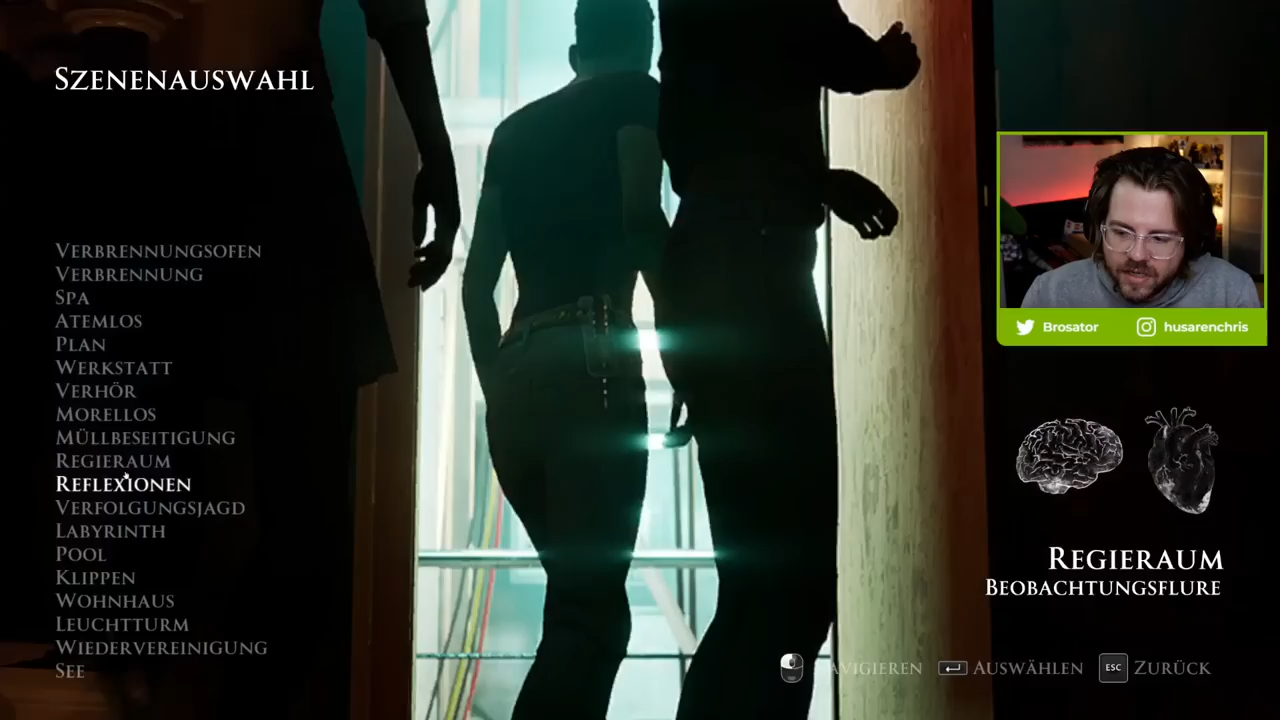 Szenenauswahl
Verbrennungsofen
Verbrennung
Spa
Atemlos
Plan
Werkstatt
Verhör
Morellos
Müllbeseitigung
Regieraum
Reflexionen
Verfolgungsjagd
Labyrinth
Pool
Klippen
Wohnhaus
Leuchtturm
Wiedervereinigung
See
Brosator husarenchris
Regieraum
Beobachtungsflure
Navigieren Auswählen ESC Zurück